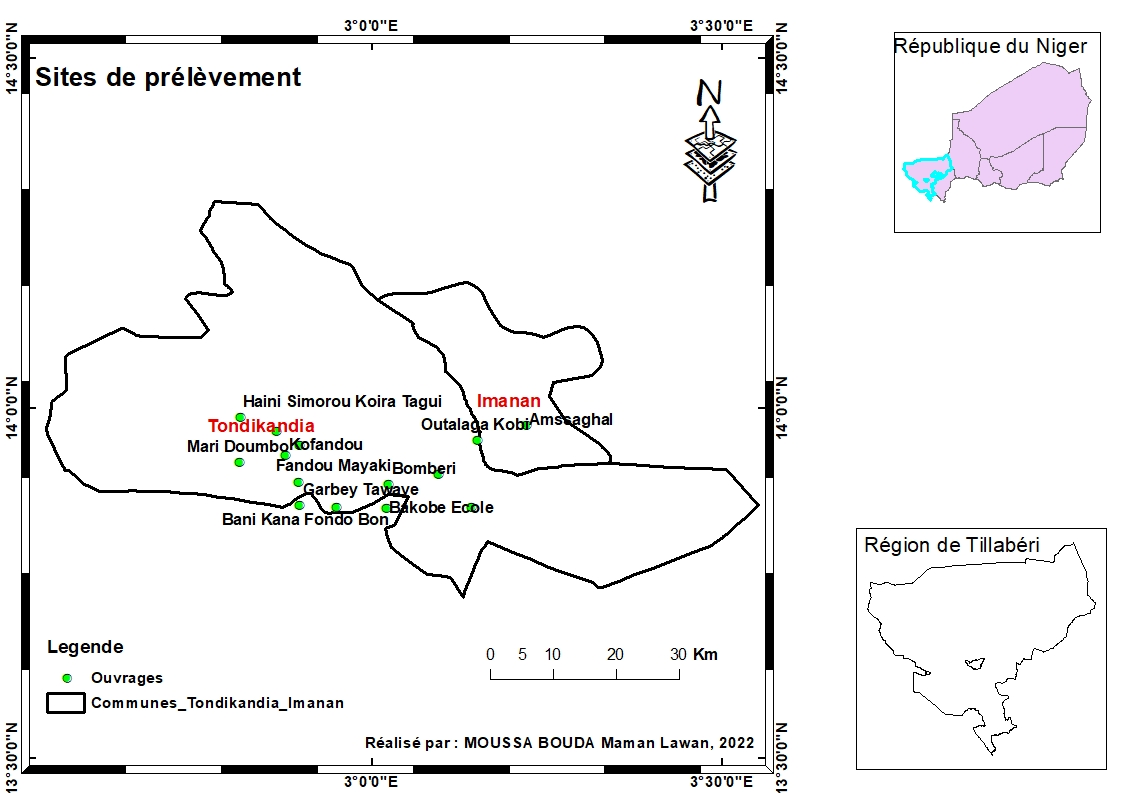 3°0'0"E
3°30'0"E
14°30'0"N
14°30'0"N
Sites de prélèvement
N
République du Niger
14°0'0"N
14°0'0"N
Haini Simorou Koira Tagui
Imanan
Tondikandia
Outalaga Kobi
Amssaghal
Mari Doumbo
Kofandou
Fandou Mayaki
Bomberi
Garbey Tawaye
Bani Kana Fondo Bon
Bakobe Ecole
Région de Tillabéri
Legende
Ouvrages
Communes_Tondikandia_Imanan
0 5 10 20 30 Km
Réalisé par : MOUSSA BOUDA Maman Lawan, 2022
13°30'0"N
13°30'0"N
3°0'0"E
3°30'0"E